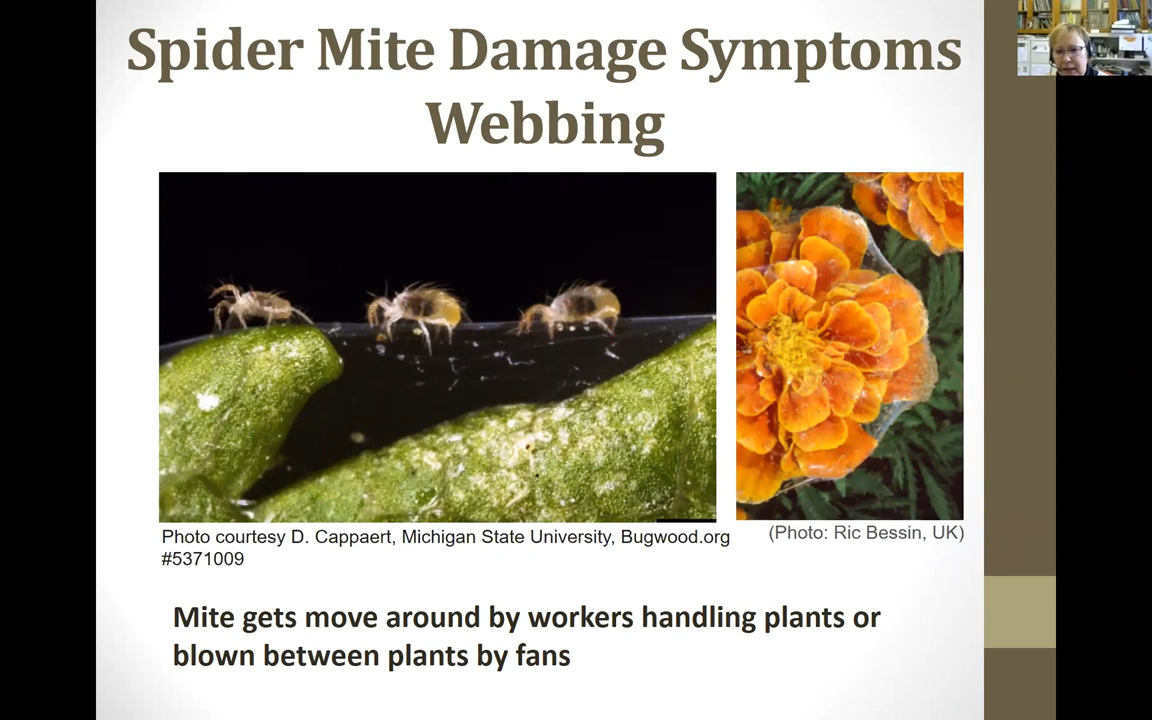 Spider Mite Damage Symptoms
Webbing
Photo courtesy D. Cappaert, Michigan State University, Bugwood.org
#5371009
(Photo: Ric Bessin, UK)
Mite gets move around by workers handling plants or
blown between plants by fans